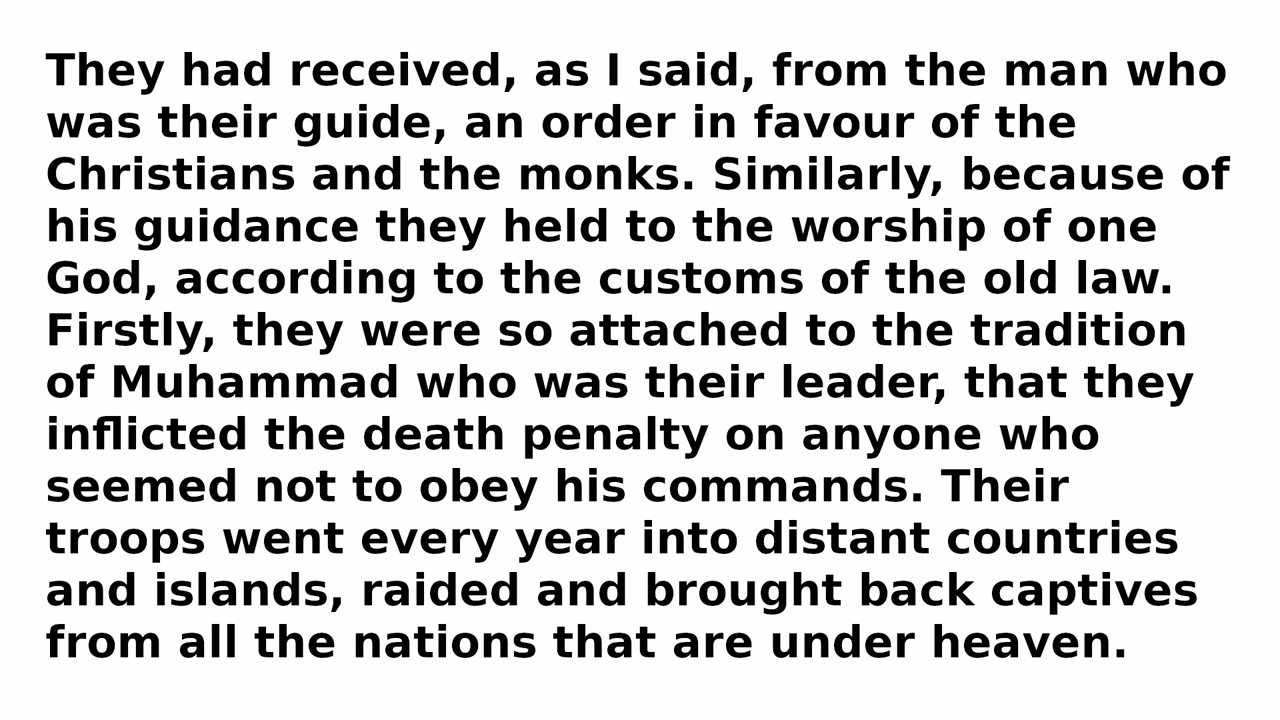 They had received, as I said, from the man who
was their guide, an order in favour of the
Christians and the monks. Similarly, because of
his guidance they held to the worship of one
God, according to the customs of the old law.
Firstly, they were so attached to the tradition
of Muhammad who was their leader, that they
inflicted the death penalty on anyone who
seemed not to obey his commands. Their
troops went every year into distant countries
and islands, raided and brought back captives
from all the nations that are under heaven.